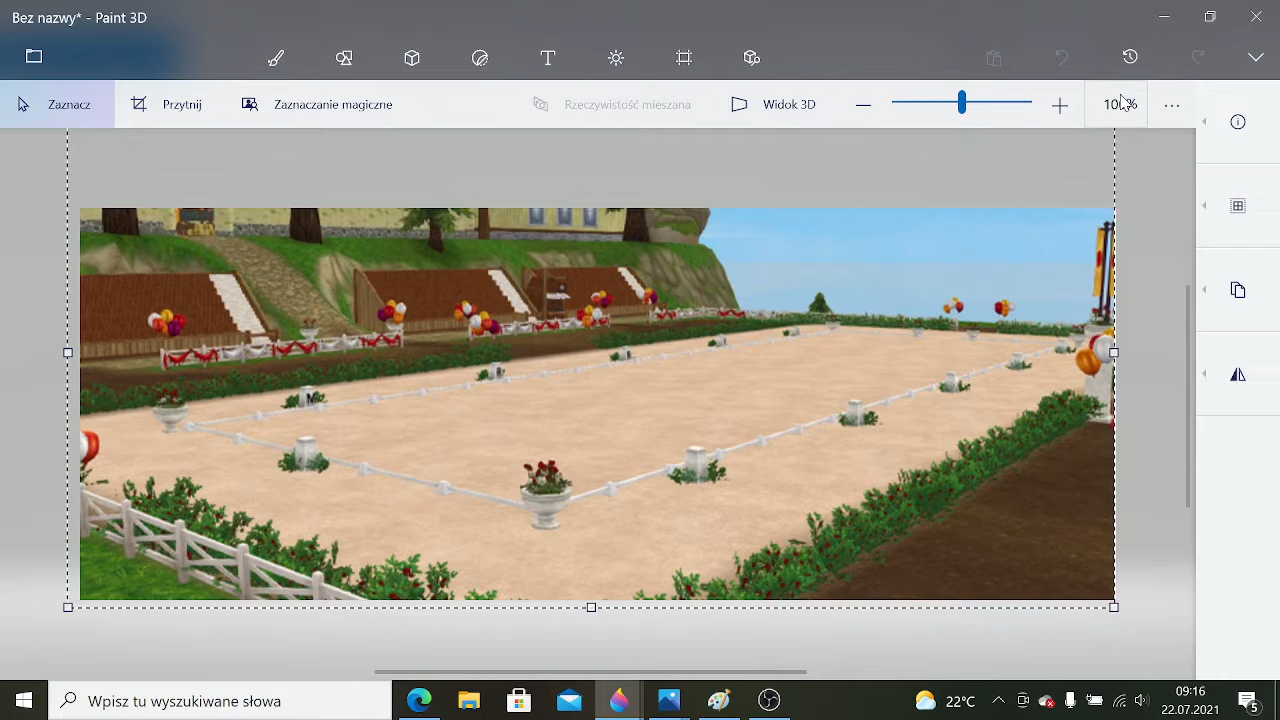 Bez nazwy* - Paint 3D
Zaznacz
Przytnij
Zaznaczanie magiczne
Rzeczywistość mieszana
Widok 3D
M
Wpisz tu wyszukiwane słowa
22°C
09:16
22.07.2021
5